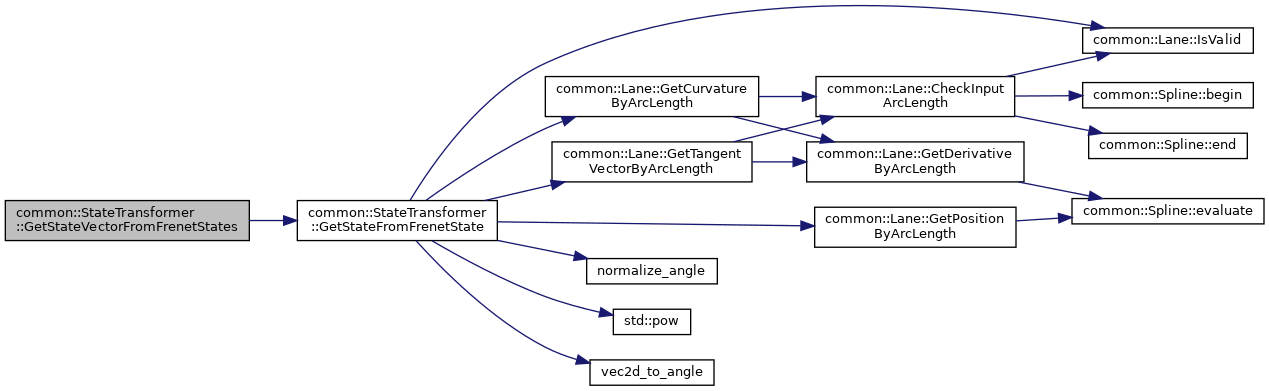 common::StateTransformer
::GetStateVectorFromFrenetStates
common::StateTransformer
::GetStateFromFrenetState
common::Lane::GetCurvature
ByArcLength
common::Lane::GetTangent
VectorByArcLength
common::Lane::CheckInput
ArcLength
common::Lane::GetDerivative
ByArcLength
common::Lane::GetPosition
ByArcLength
normalize_angle
std::pow
vec2d_to_angle
common::Lane::IsValid
common::Spline::begin
common::Spline::end
common::Spline::evaluate